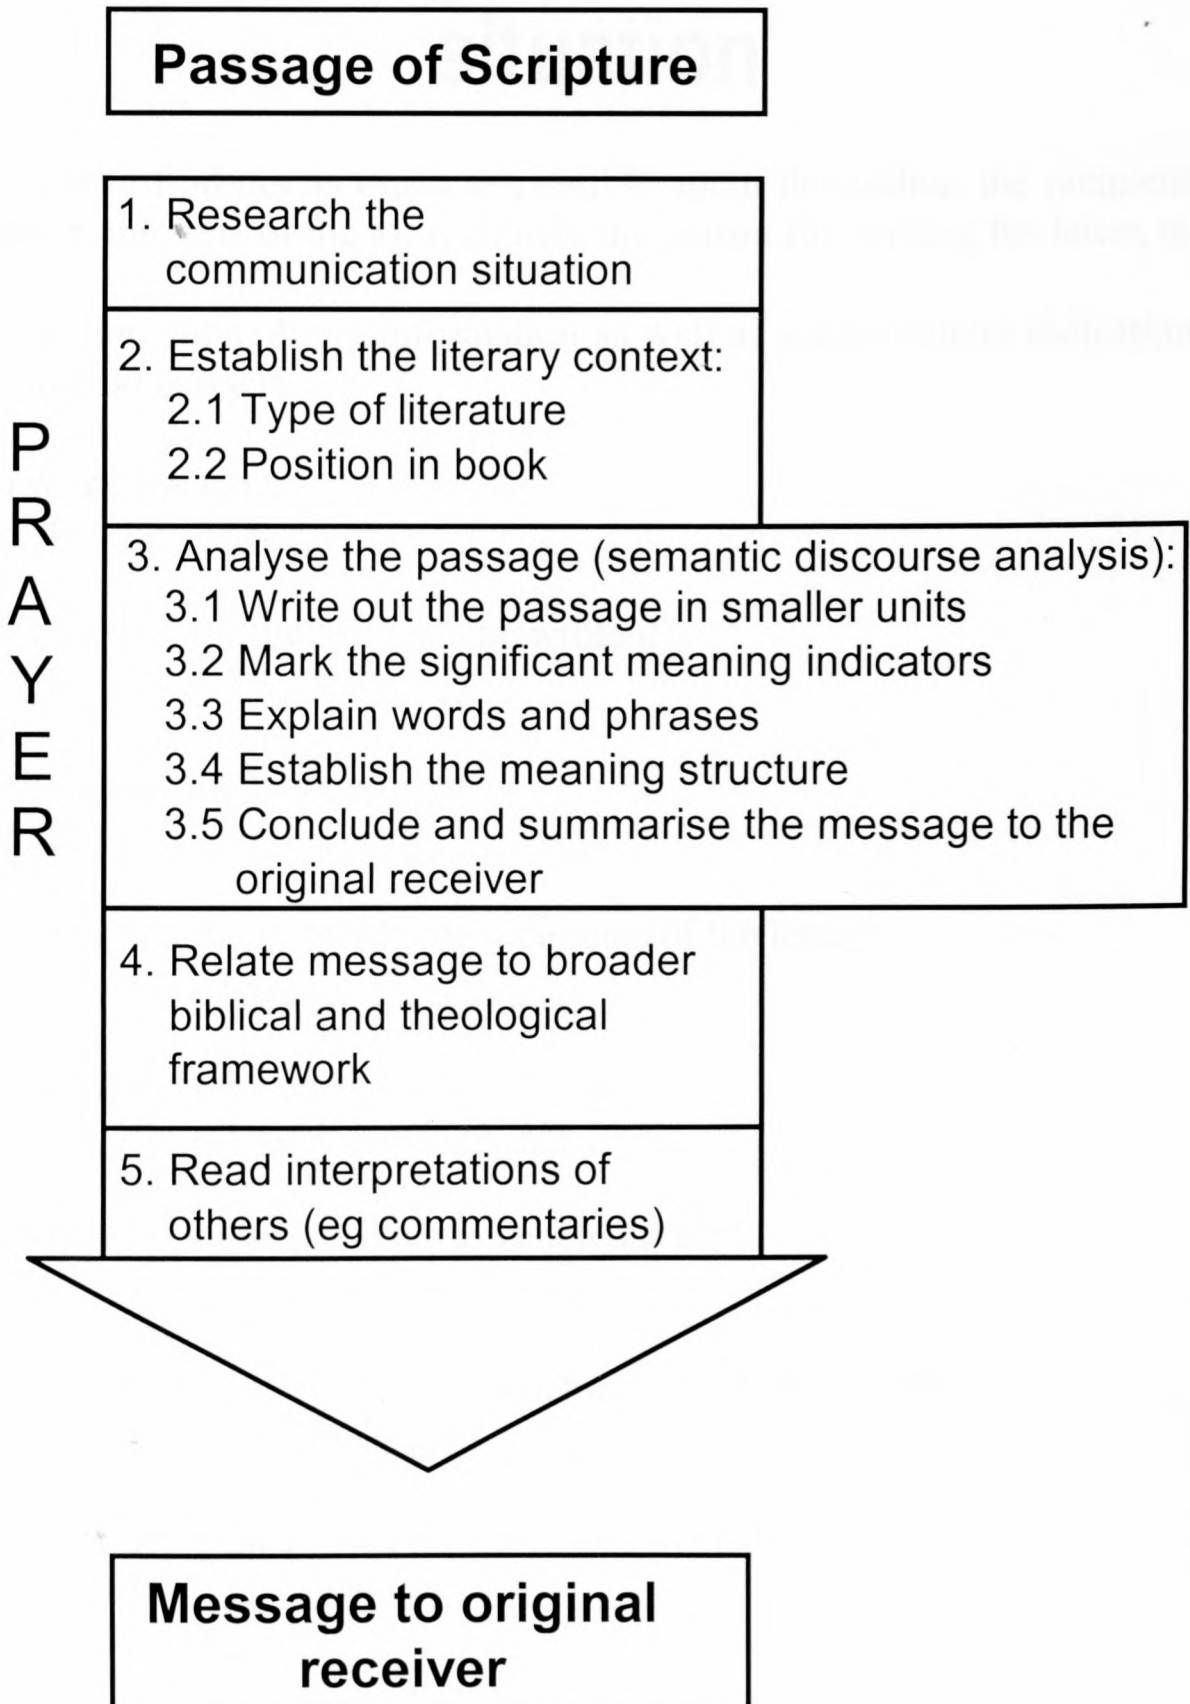 Passage of Scripture
1. Research the
communication situation
2. Establish the literary context:
2.1 Type of literature
2.2 Position in book
P
R
A
Y
E
R
3. Analyse the passage (semantic discourse analysis):
3.1 Write out the passage in smaller units
3.2 Mark the significant meaning indicators
3.3 Explain words and phrases
3.4 Establish the meaning structure
3.5 Conclude and summarise the message to the
original receiver
4. Relate message to broader
biblical and theological
framework
5. Read interpretations of
others (eg commentaries)
Message to original
receiver